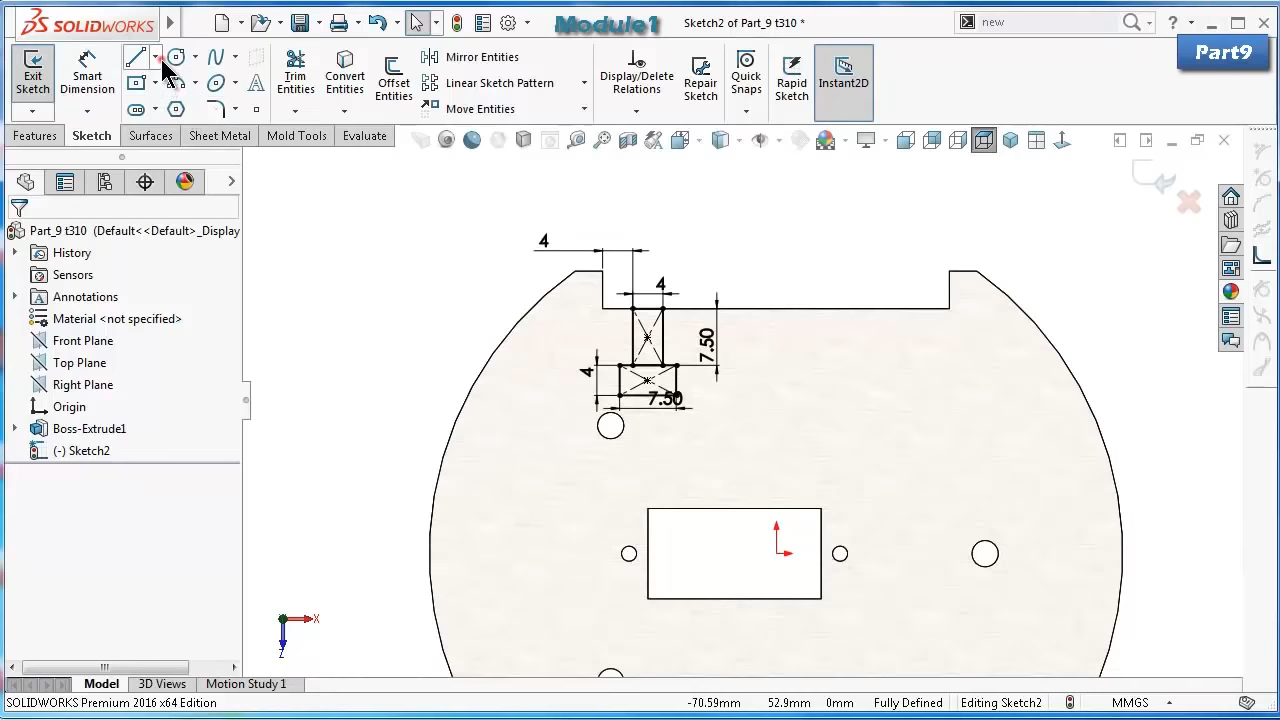 SOLIDWORKS
Module1
Sketch2 of Part_9 t310 *
new
Part9
Exit
Sketch
Smart
Dimension
Trim
Entities
Convert
Entities
Offset
Entities
Mirror Entities
Linear Sketch Pattern
Move Entities
Display/Delete
Relations
Repair
Sketch
Quick
Snaps
Rapid
Sketch
Instant2D
Features
Sketch
Surfaces
Sheet Metal
Mold Tools
Evaluate
Part_9 t310 (Default<<Default>_Display
History
Sensors
Annotations
Material <not specified>
Front Plane
Top Plane
Right Plane
Origin
Boss-Extrude1
(-) Sketch2
4
4
7.50
4
7.50
X
Z
Model
3D Views
Motion Study 1
SOLIDWORKS Premium 2016 x64 Edition
-70.59mm
52.9mm
0mm
Fully Defined
Editing Sketch2
MMGS